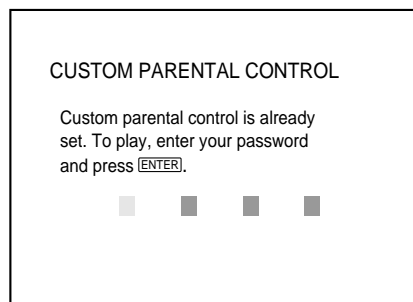 CUSTOM PARENTAL CONTROL
Custom parental control is already
set. To play, enter your password
and press ENTER.